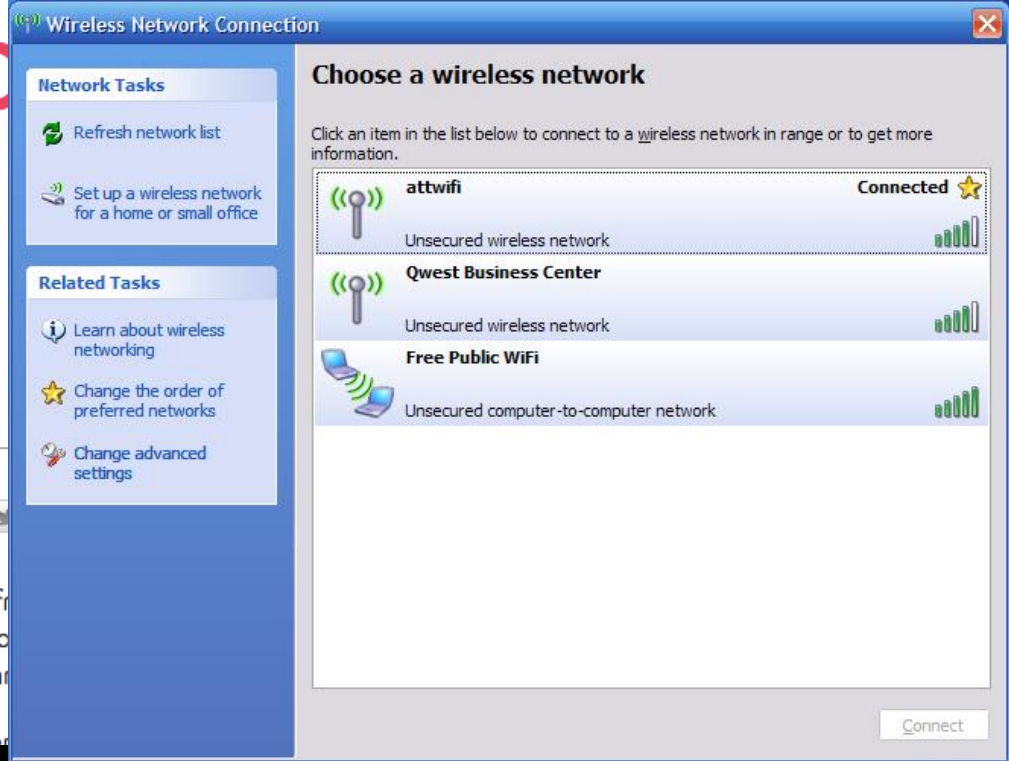 Wireless Network Connection
Network Tasks
Refresh network list
Set up a wireless network
for a home or small office
Related Tasks
Learn about wireless
networking
Change the order of
preferred networks
Change advanced
settings
Choose a wireless network
Click an item in the list below to connect to a wireless network in range or to get more
information.
attwifi
Connected
Unsecured wireless network
Qwest Business Center
Unsecured wireless network
Free Public WiFi
Unsecured computer-to-computer network
Connect